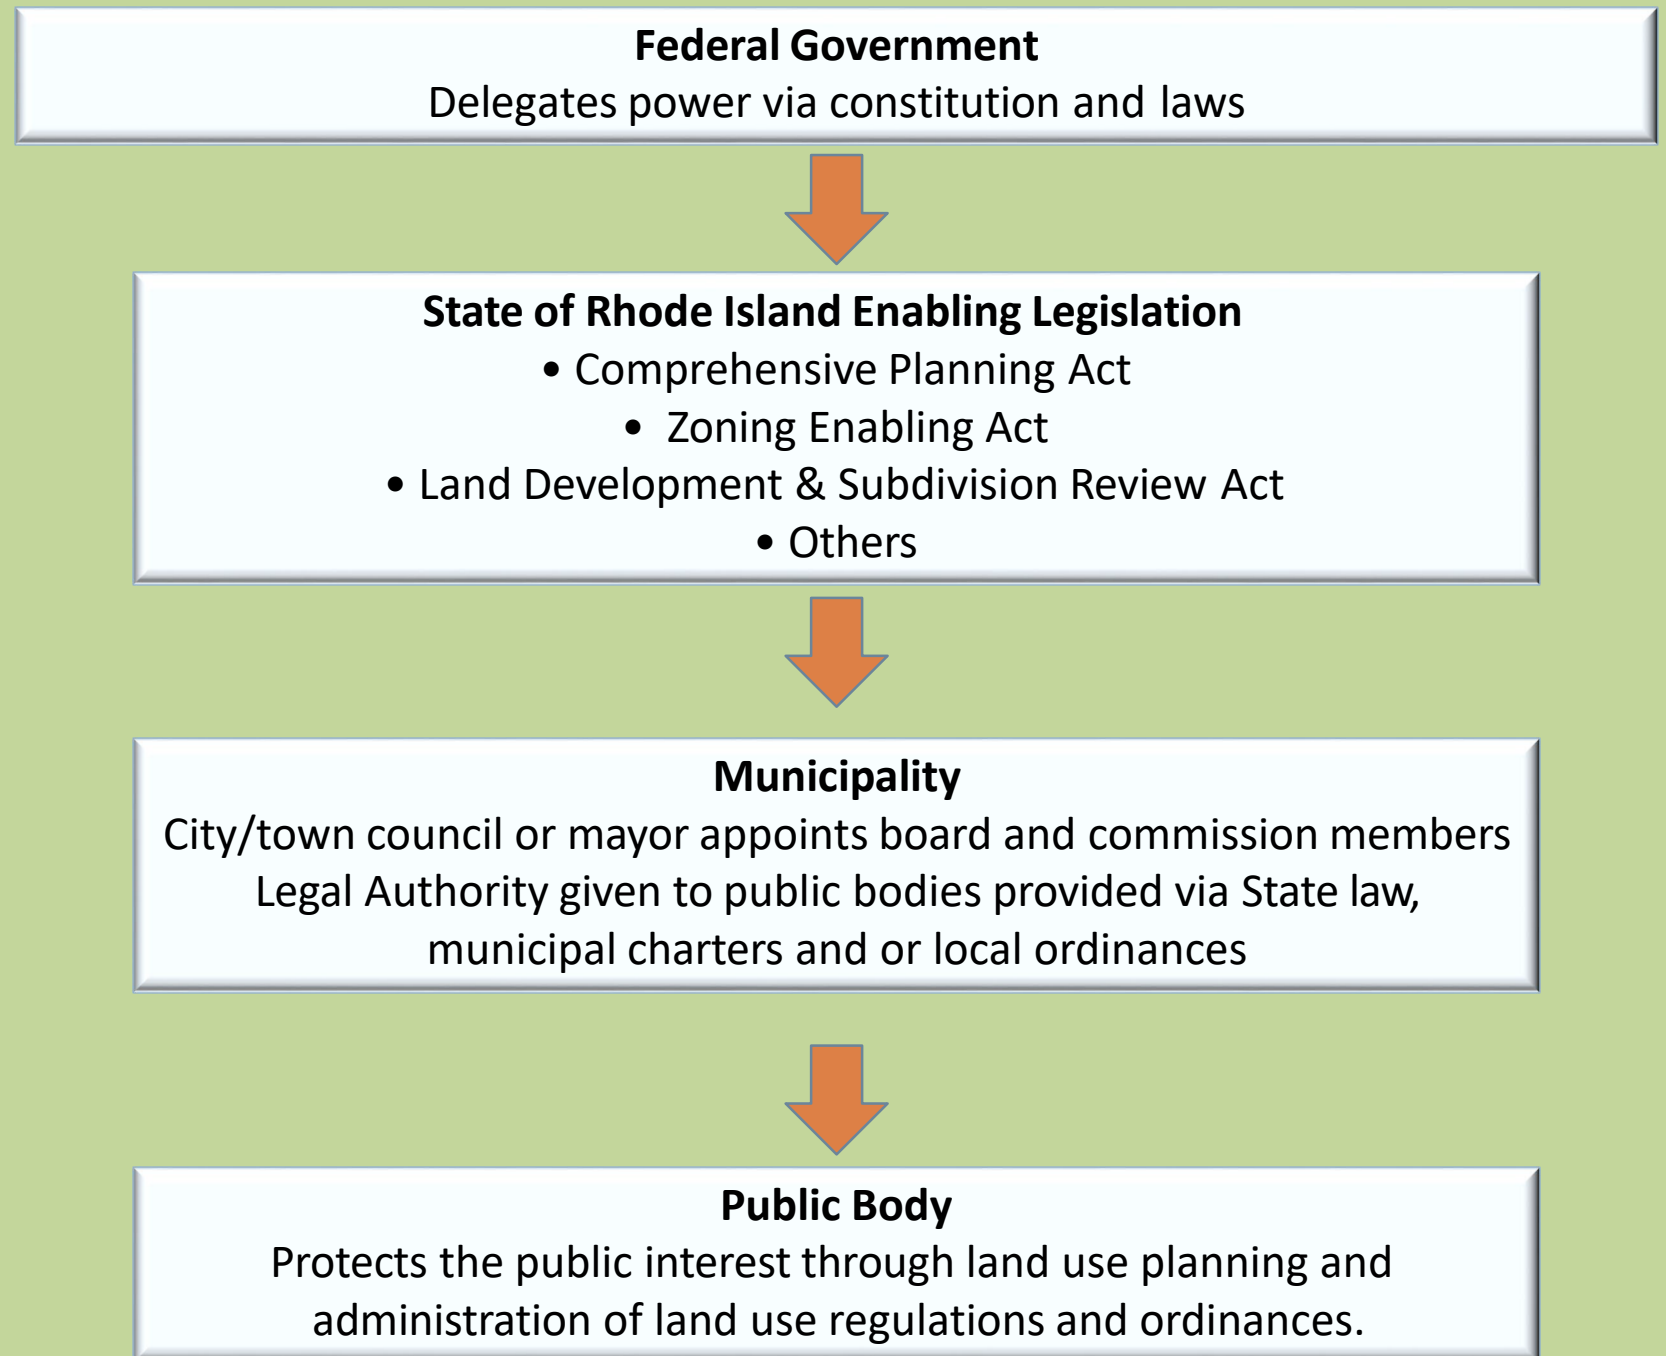 Federal Government
Delegates power via constitution and laws
State of Rhode Island Enabling Legislation
• Comprehensive Planning Act
• Zoning Enabling Act
• Land Development & Subdivision Review Act
• Others
Municipality
City/town council or mayor appoints board and commission members
Legal Authority given to public bodies provided via State law,
municipal charters and or local ordinances
Public Body
Protects the public interest through land use planning and
administration of land use regulations and ordinances.